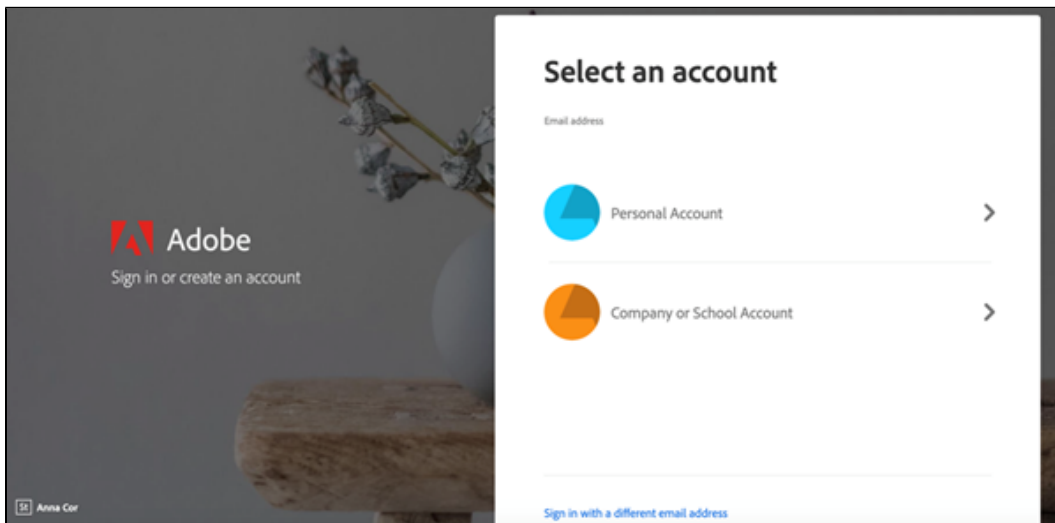 Select an account
Email address
Personal Account
Company or School Account
Sign in with a different email address
Adobe
Sign in or create an account
St Anna Cor